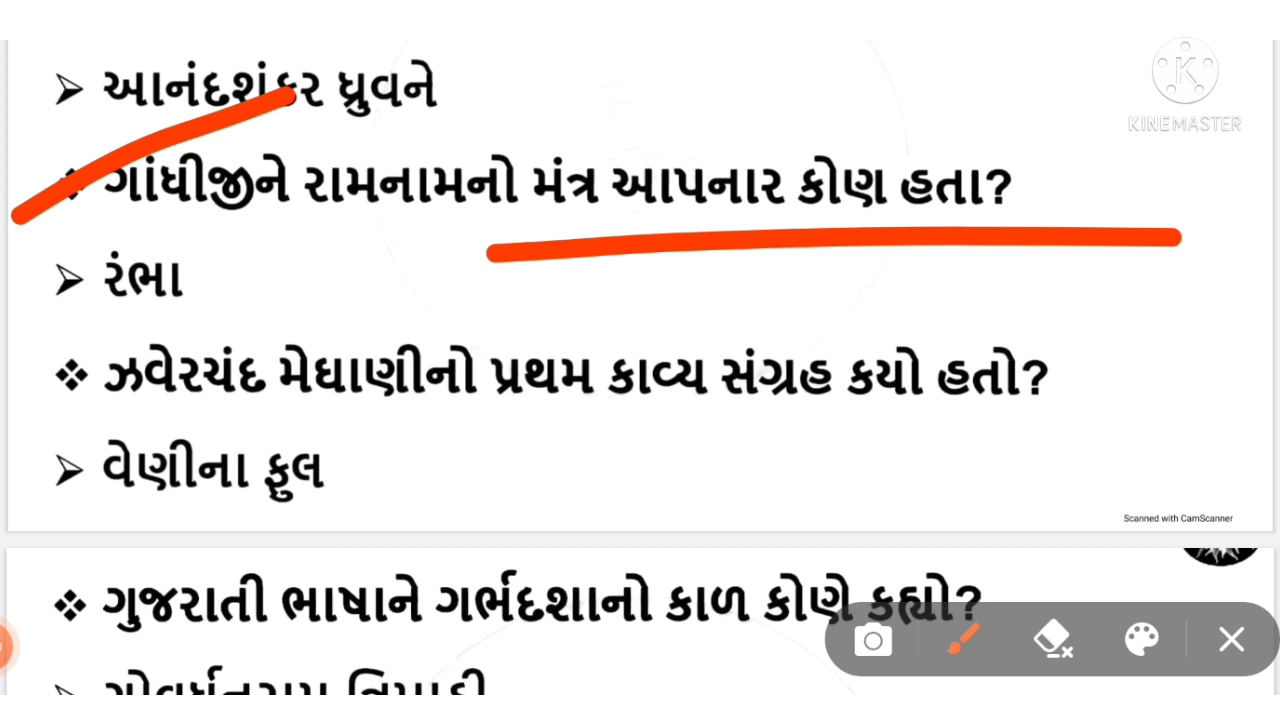 ➢ આનંદશંકર ધ્રુવને
KINEMASTER
❖ ગાંધીજીને રામનામનો મંત્ર આપનાર કોણ હતા?
➢ રંભા
❖ ઝવેરચંદ મેઘાણીનો પ્રથમ કાવ્ય સંગ્રહ કયો હતો?
➢ વેણીના ફુલ
Scanned with CamScanner
❖ ગુજરાતી ભાષાને ગર્ભદશાનો કાળ કોણે કહ્યો?